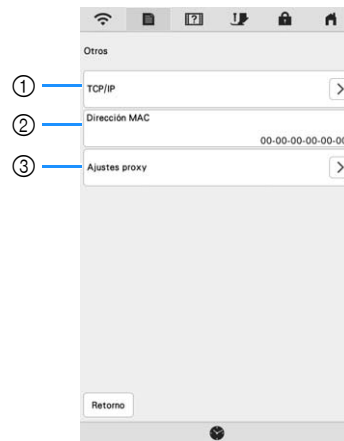 Otros
① TCP/IP
② Dirección MAC
00-00-00-00-00-00
③ Ajustes proxy
Retorno